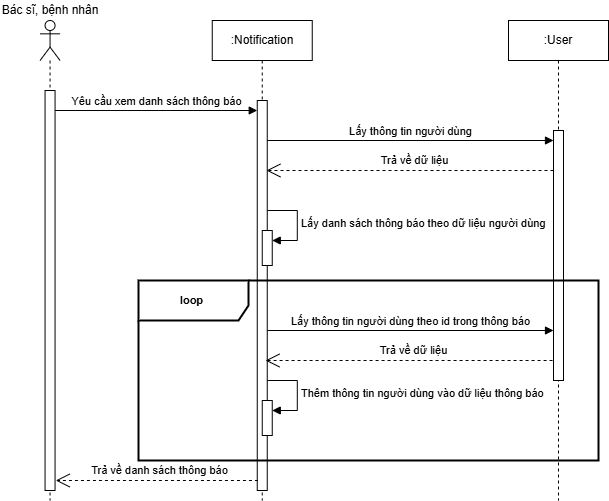 Bác sĩ, bệnh nhân
:Notification
:User
Yêu cầu xem danh sách thông báo
Lấy thông tin người dùng
Trả về dữ liệu
Lấy danh sách thông báo theo dữ liệu người dùng
loop
Lấy thông tin người dùng theo id trong thông báo
Trả về dữ liệu
Thêm thông tin người dùng vào dữ liệu thông báo
Trả về danh sách thông báo